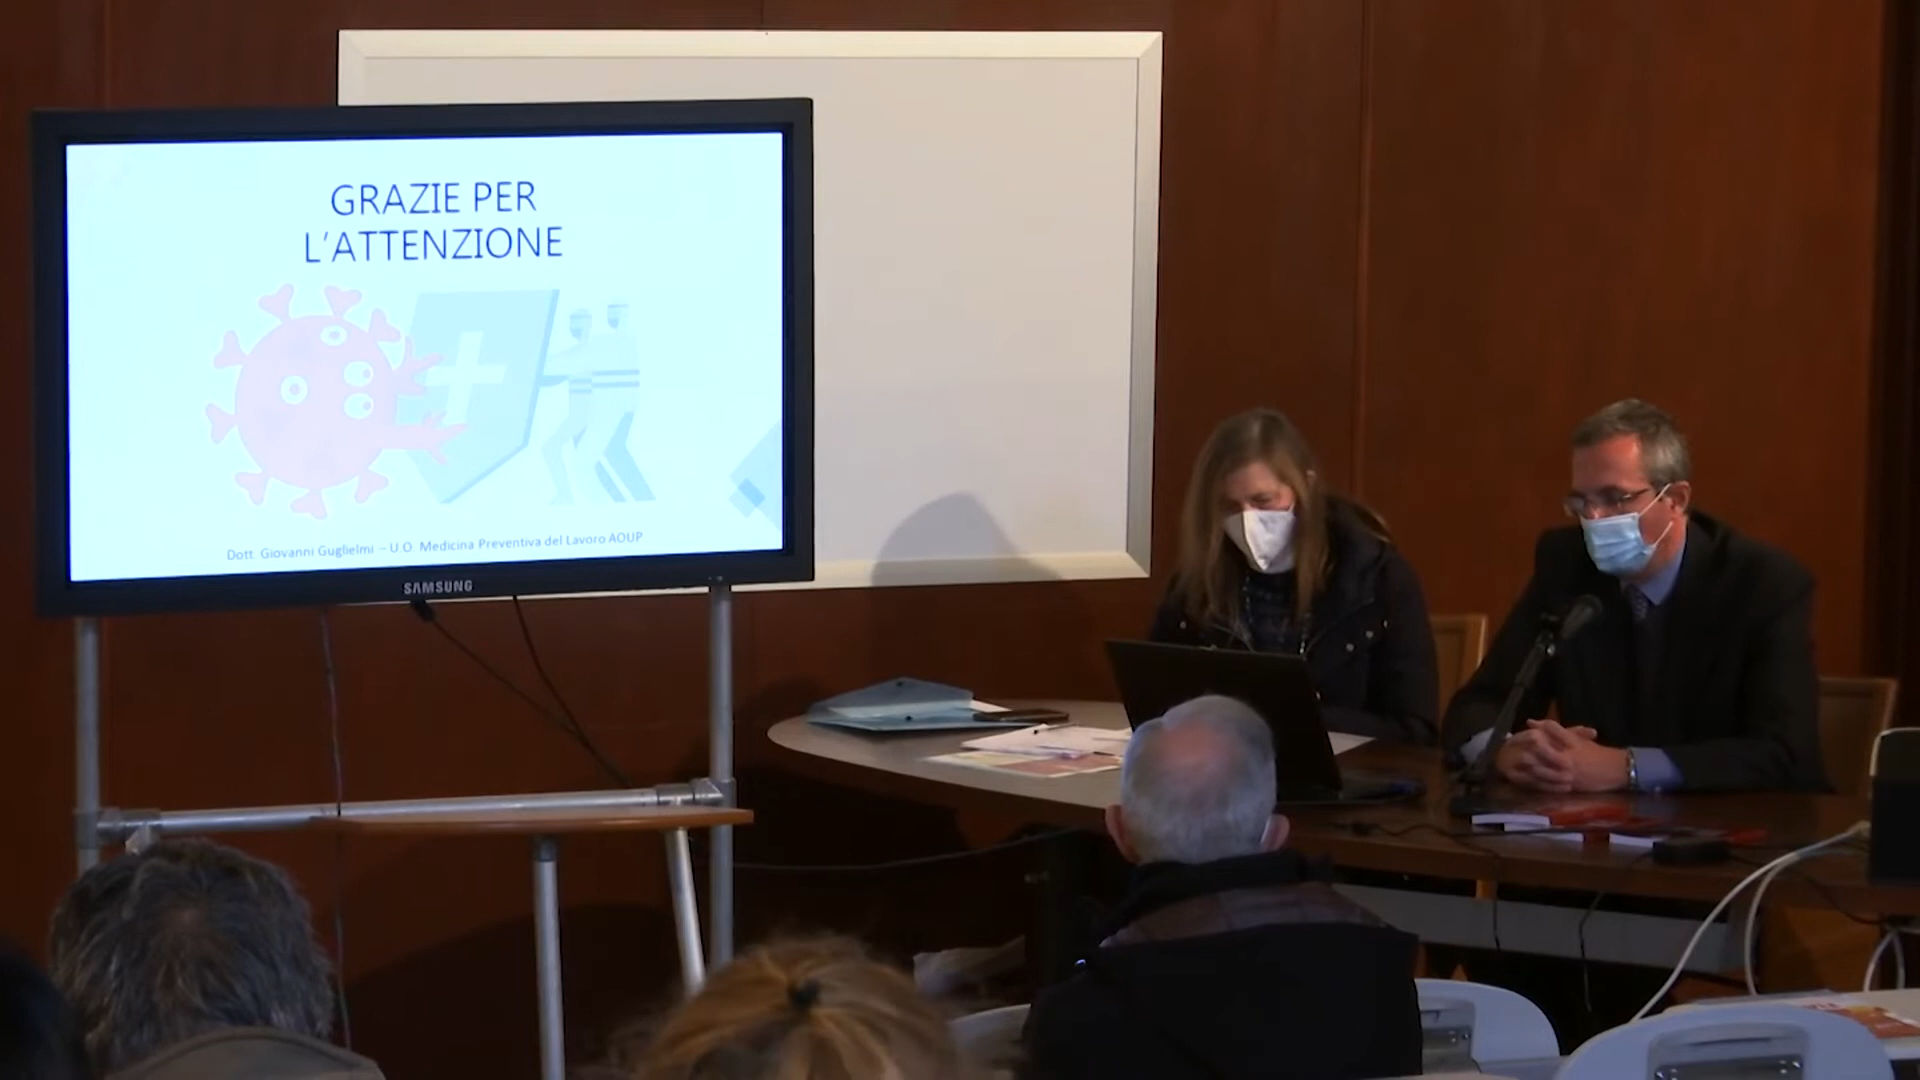 GRAZIE PER
L'ATTENZIONE
Dott. Giovanni Guglielmi – U.O. Medicina Preventiva del Lavoro AOUP
SAMSUNG